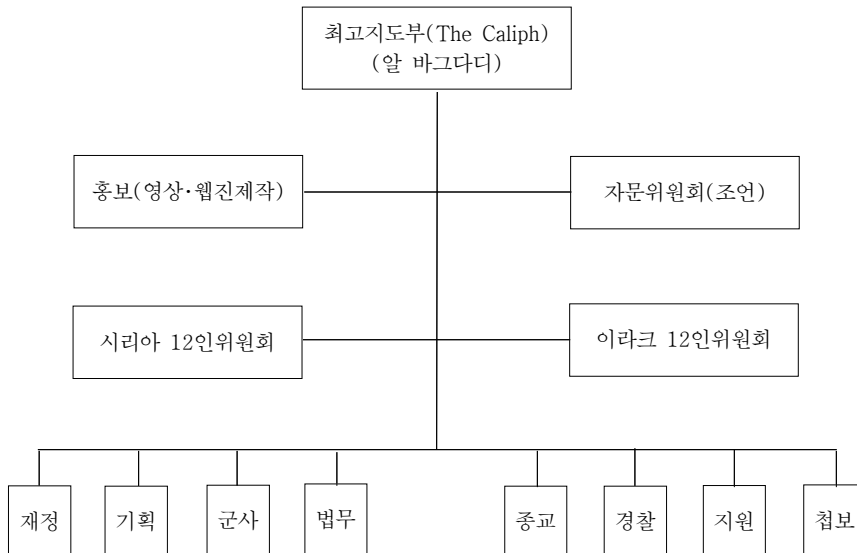 최고지도부(The Caliph)
(알 바그다디)
홍보(영상·웹진제작)
자문위원회(조언)
시리아 12인위원회
이라크 12인위원회
재정
기획
군사
법무
종교
경찰
지원
첩보